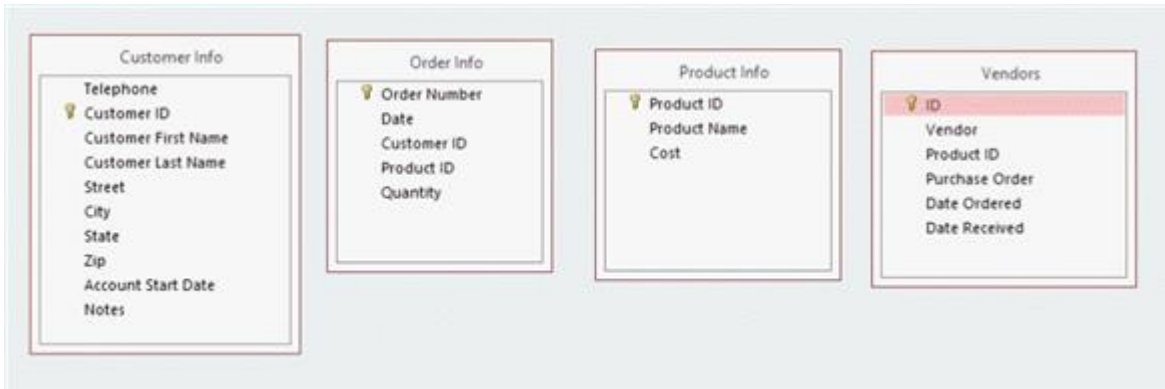 Customer Info
Telephone
Customer ID
Customer First Name
Customer Last Name
Street
City
State
Zip
Account Start Date
Notes
Order Info
Order Number
Date
Customer ID
Product ID
Quantity
Product Info
Product ID
Product Name
Cost
Vendors
ID
Vendor
Product ID
Purchase Order
Date Ordered
Date Received